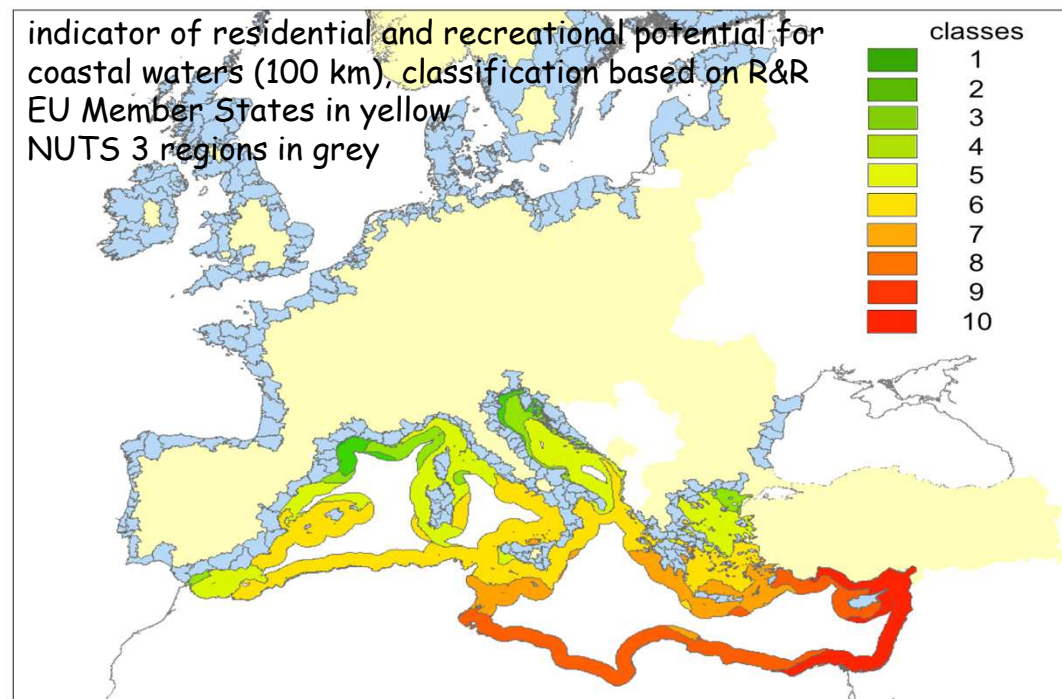 indicator of residential and recreational potential for
coastal waters (100 km), classification based on R&R
EU Member States in yellow
NUTS 3 regions in grey
classes
1
2
3
4
5
6
7
8
9
10